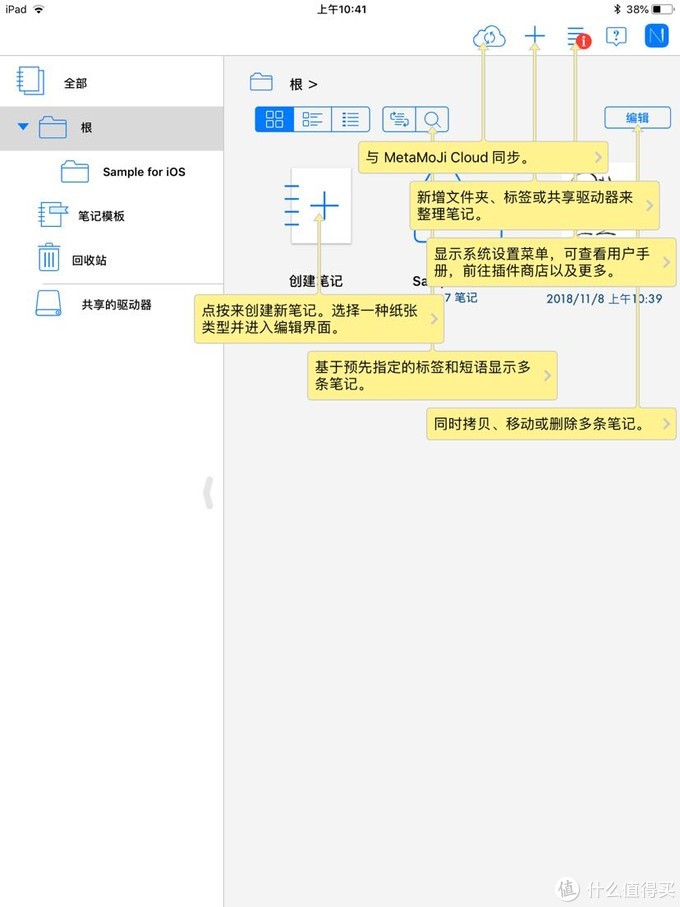 iPad
上午10:41
38%
全部
根
Sample for iOS
笔记模板
回收站
共享的驱动器
根 >
编辑
与 MetaMoJi Cloud 同步。
新增文件夹、标签或共享驱动器来
整理笔记。
显示系统设置菜单，可查看用户手
册，前往插件商店以及更多。
创建笔记
7 笔记
2018/11/8 上午10:39
点按来创建新笔记。选择一种纸张
类型并进入编辑界面。
基于预先指定的标签和短语显示多
条笔记。
同时拷贝、移动或删除多条笔记。
值 什么值得买